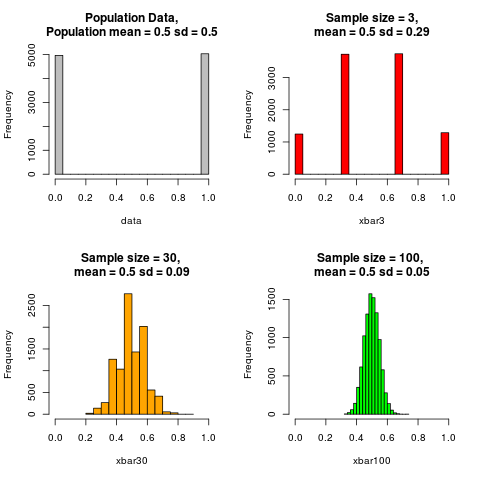 Population Data,
Population mean = 0.5 sd = 0.5
Frequency
0
1000
3000
5000
0.0 0.2 0.4 0.6 0.8 1.0
data
Sample size = 3,
mean = 0.5 sd = 0.29
Frequency
0
1000
2000
3000
0.0 0.2 0.4 0.6 0.8 1.0
xbar3
Sample size = 30,
mean = 0.5 sd = 0.09
Frequency
0
500
1500
2500
0.0 0.2 0.4 0.6 0.8 1.0
xbar30
Sample size = 100,
mean = 0.5 sd = 0.05
Frequency
0
500
1000
1500
0.0 0.2 0.4 0.6 0.8 1.0
xbar100